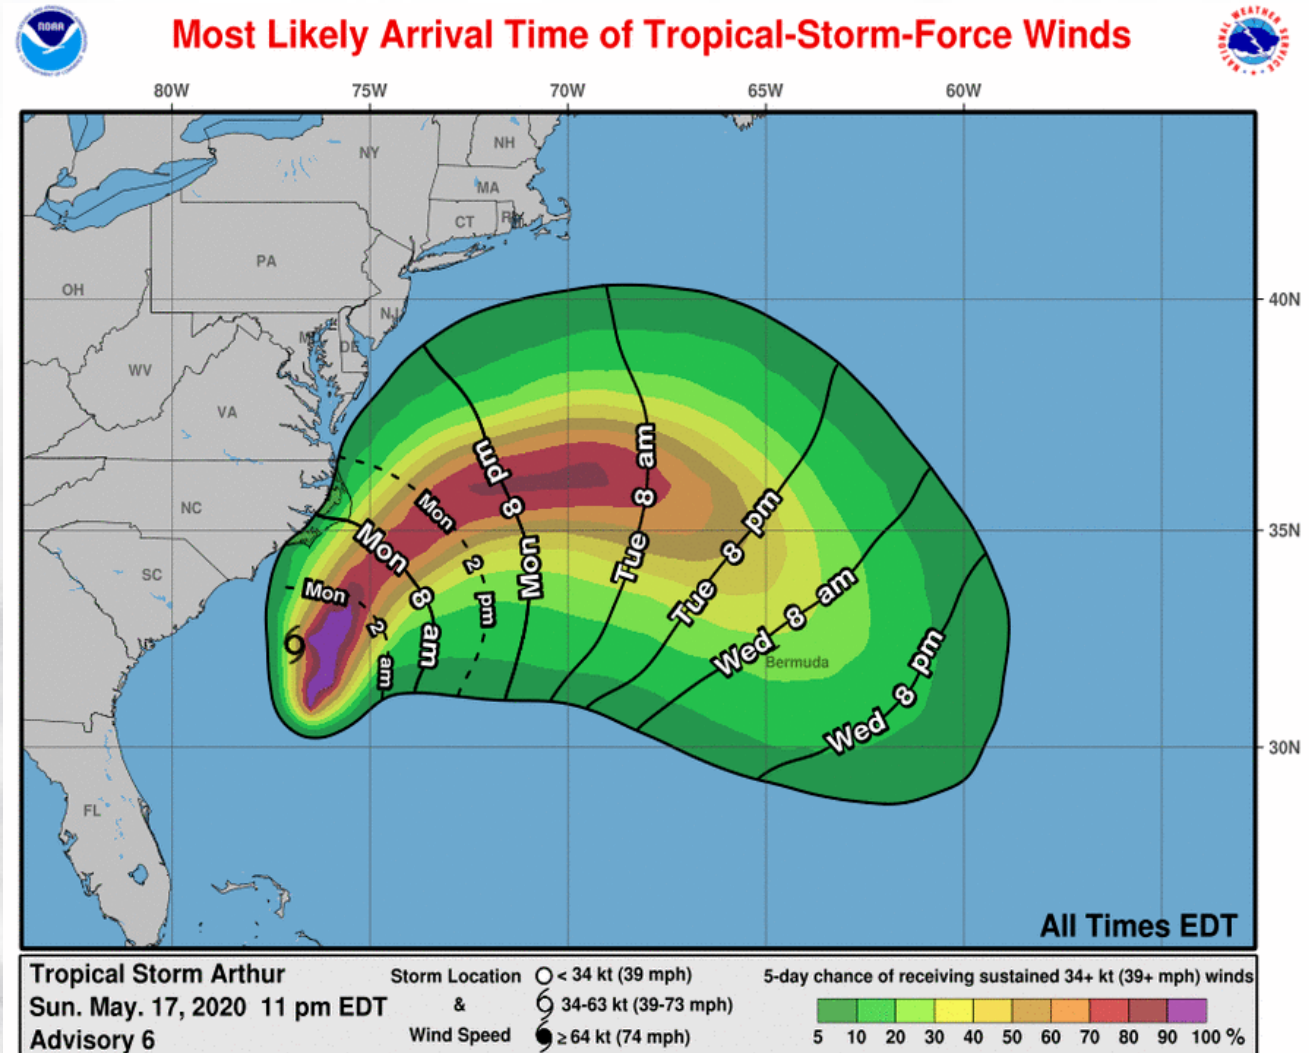 NOAA
Most Likely Arrival Time of Tropical-Storm-Force Winds
NATIONAL WEATHER SERVICE
80W 75W 70W 65W 60W
NY
NH
MA
CT
PA
OH
NJ
DE
WV
VA
NC
SC
FL
40N
35N
30N
Mon 2 am
Mon 8 am
Mon 2 pm
Mon 8 pm
Tue 8 am
Tue 8 pm
Wed 8 am
Wed 8 pm
Bermuda
All Times EDT
Tropical Storm Arthur
Sun. May. 17, 2020 11 pm EDT
Advisory 6
Storm Location
&
Wind Speed
< 34 kt (39 mph)
34-63 kt (39-73 mph)
≥ 64 kt (74 mph)
5-day chance of receiving sustained 34+ kt (39+ mph) winds
5 10 20 30 40 50 60 70 80 90 100 %